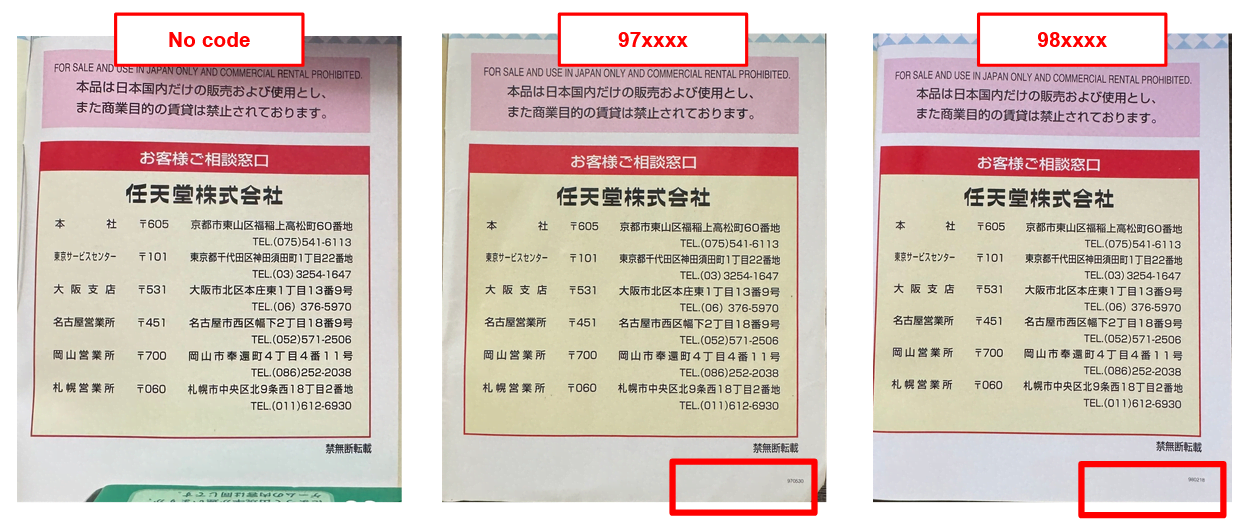 No code
FOR SALE AND USE IN JAPAN ONLY AND COMMERCIAL RENTAL PROHIBITED.
本品は日本国内だけの販売および使用とし、
また商業目的の賃貸は禁止されております。
お客様ご相談窓口
任天堂株式会社
本社 〒605 京都市東山区福稲上高松町60番地
TEL.(075)541-6113
東京サービスセンター 〒101 東京都千代田区神田須田町1丁目22番地
TEL.(03)3254-1647
大阪支店 〒531 大阪市北区本庄東1丁目13番9号
TEL.(06) 376-5970
名古屋営業所 〒451 名古屋市西区幅下2丁目18番9号
TEL.(052)571-2506
岡山営業所 〒700 岡山市奉還町4丁目4番11号
TEL.(086)252-2038
札幌営業所 〒060 札幌市中央区北9条西18丁目2番地
TEL.(011)612-6930
禁無断転載
ゲームの内容は同じです。
97xxxx
FOR SALE AND USE IN JAPAN ONLY AND COMMERCIAL RENTAL PROHIBITED.
本品は日本国内だけの販売および使用とし、
また商業目的の賃貸は禁止されております。
お客様ご相談窓口
任天堂株式会社
本社 〒605 京都市東山区福稲上高松町60番地
TEL.(075)541-6113
東京サービスセンター 〒101 東京都千代田区神田須田町1丁目22番地
TEL.(03)3254-1647
大阪支店 〒531 大阪市北区本庄東1丁目13番9号
TEL.(06) 376-5970
名古屋営業所 〒451 名古屋市西区幅下2丁目18番9号
TEL.(052)571-2506
岡山営業所 〒700 岡山市奉還町4丁目4番11号
TEL.(086)252-2038
札幌営業所 〒060 札幌市中央区北9条西18丁目2番地
TEL.(011)612-6930
禁無断転載
970530
98xxxx
FOR SALE AND USE IN JAPAN ONLY AND COMMERCIAL RENTAL PROHIBITED.
本品は日本国内だけの販売および使用とし、
また商業目的の賃貸は禁止されております。
お客様ご相談窓口
任天堂株式会社
本社 〒605 京都市東山区福稲上高松町60番地
TEL.(075)541-6113
東京サービスセンター 〒101 東京都千代田区神田須田町1丁目22番地
TEL.(03)3254-1647
大阪支店 〒531 大阪市北区本庄東1丁目13番9号
TEL.(06) 376-5970
名古屋営業所 〒451 名古屋市西区幅下2丁目18番9号
TEL.(052)571-2506
岡山営業所 〒700 岡山市奉還町4丁目4番11号
TEL.(086)252-2038
札幌営業所 〒060 札幌市中央区北9条西18丁目2番地
TEL.(011)612-6930
禁無断転載
980218